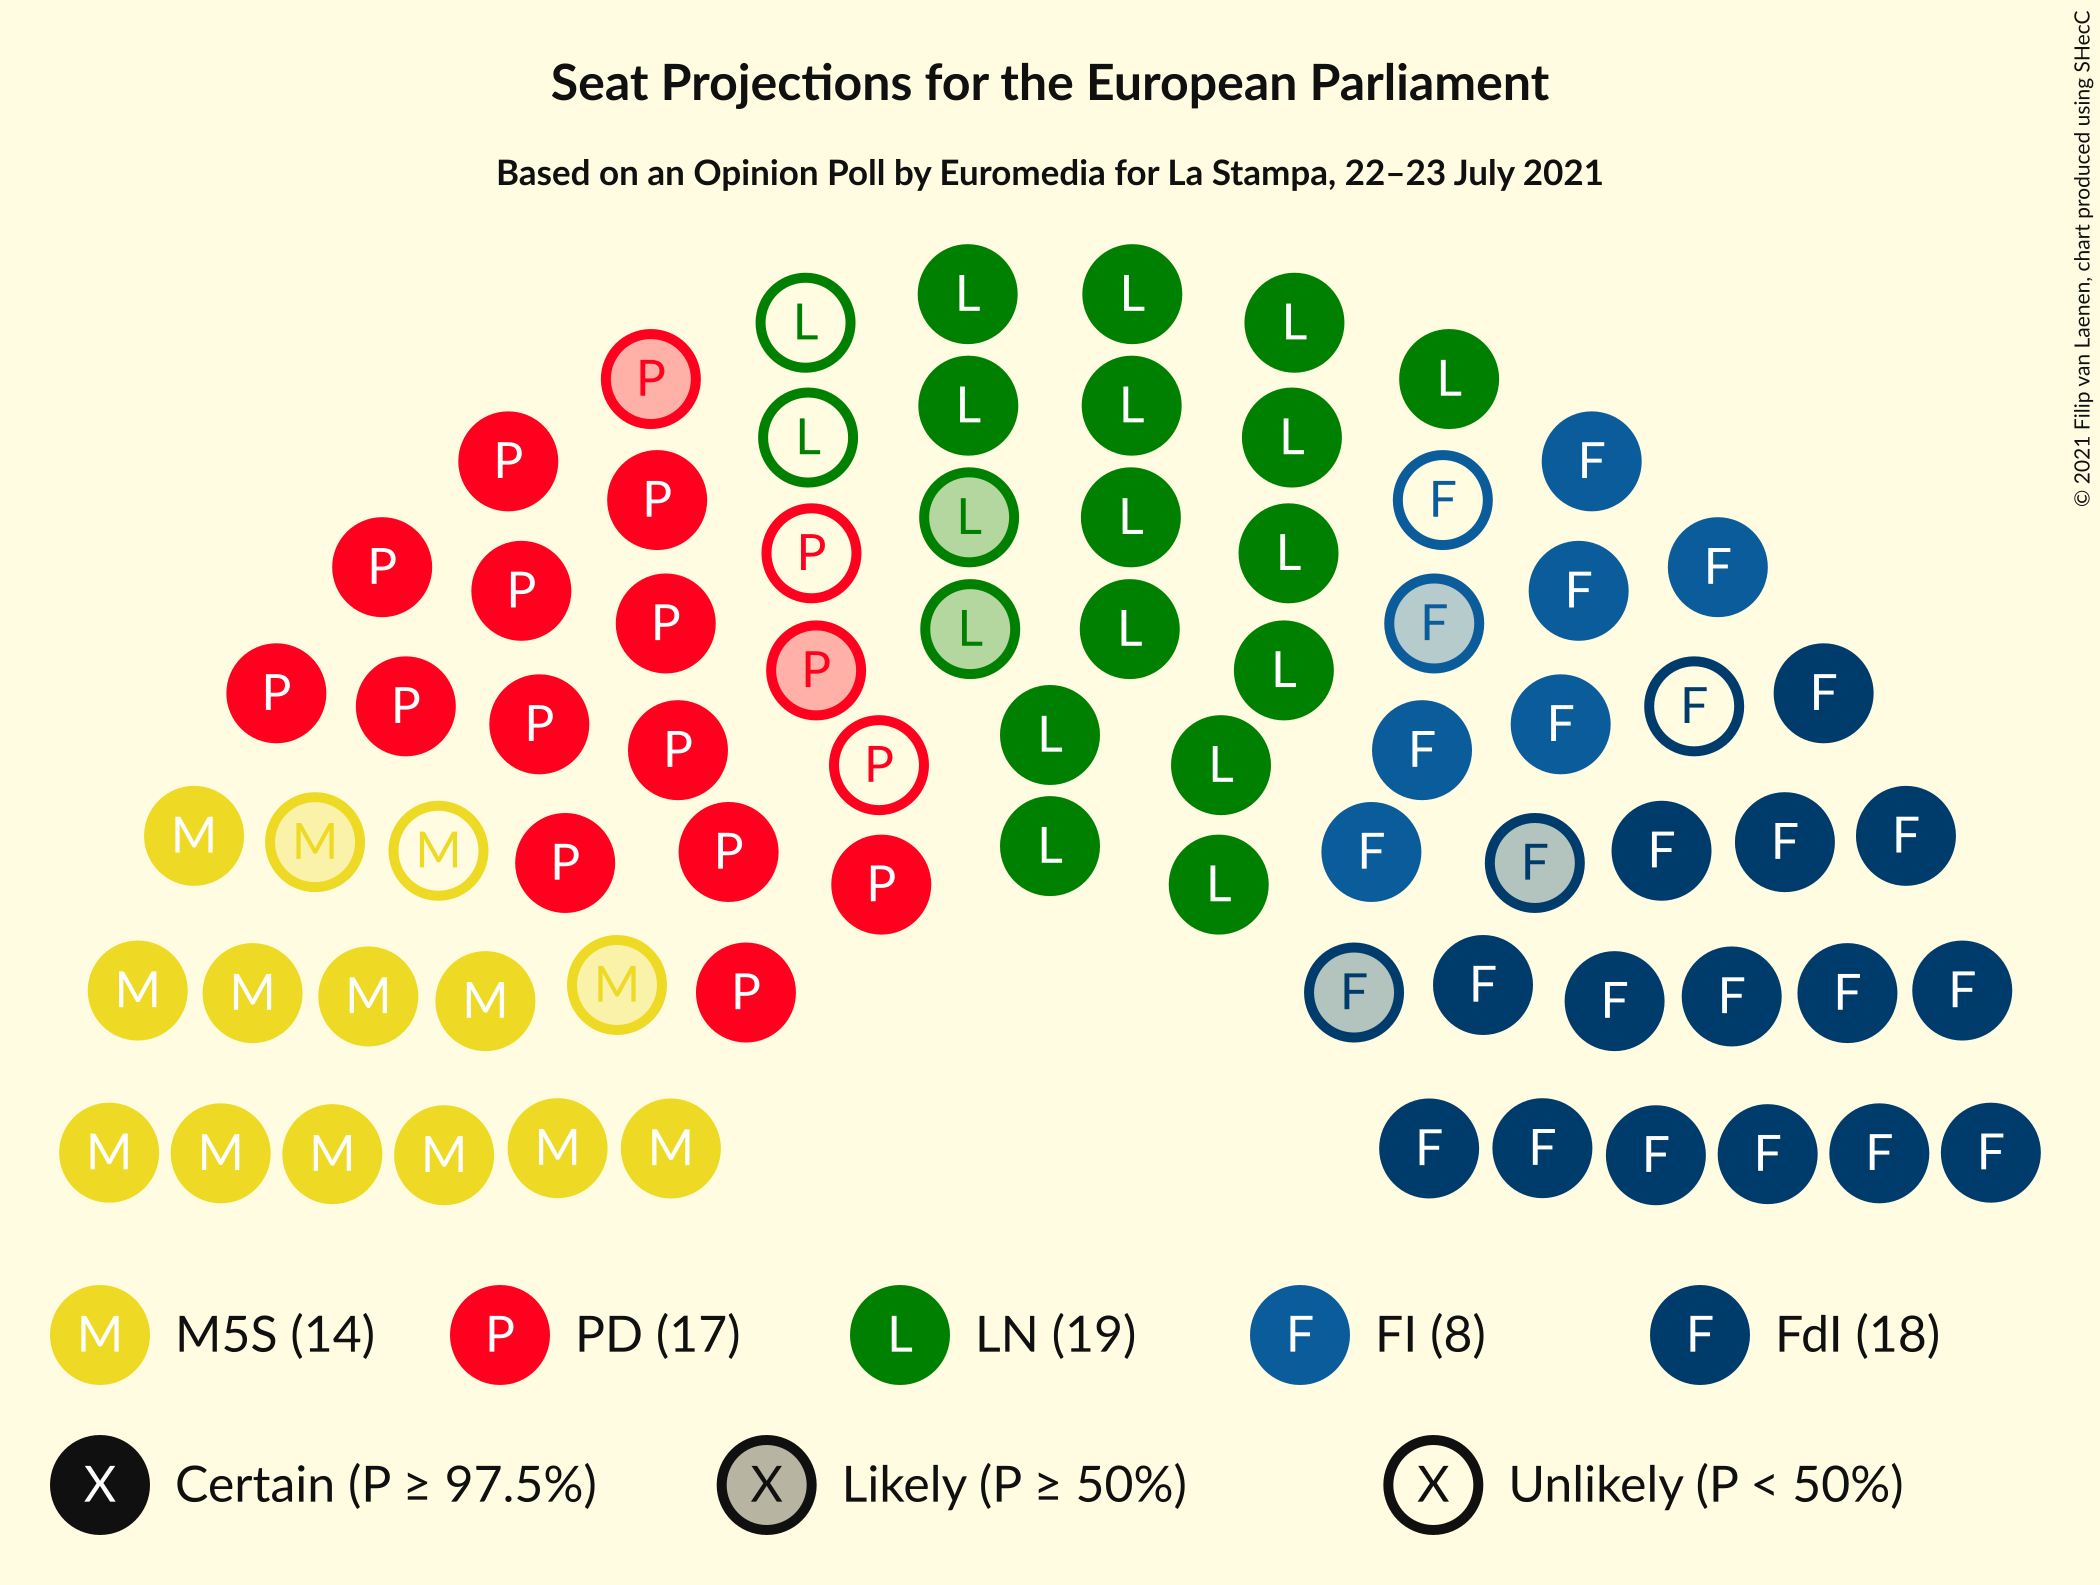 Seat Projections for the European Parliament
Based on an Opinion Poll by Euromedia for La Stampa, 22–23 July 2021
© 2021 Filip van Laenen, chart produced using SHecC
L L
L L
P L
L L
L L L
P F F
P L
L P L F
P F
L L
P F F
P F
L L
P L
P F F
P P F F
P F
L
P F
P L
M M M P P F F F F F
L
P L
M M M M M P F F F F F F
M M M M M M F F F F F F
M M5S (14) P PD (17) L LN (19) F FI (8) F FdI (18)
X Certain (P ≥ 97.5%) X Likely (P ≥ 50%) X Unlikely (P < 50%)